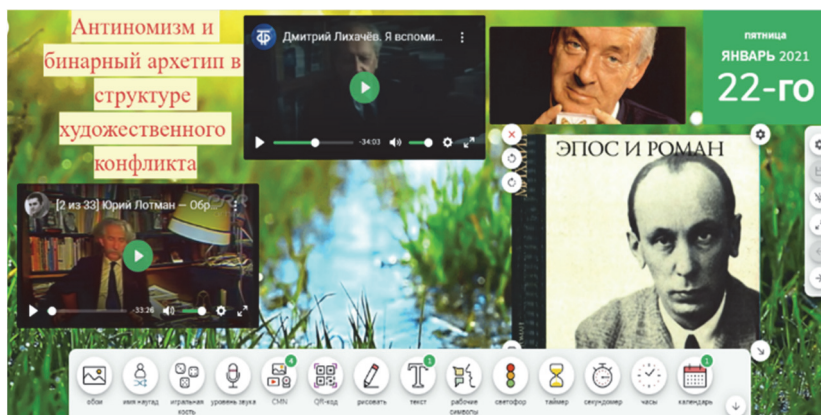 Антиномизм и
бинарный архетип в
структуре
художественного
конфликта
Дмитрий Лихачёв. Я вспоми...
-34:03
пятница
ЯНВАРЬ 2021
22-го
[2 из 33] Юрий Лотман — Обр...
-33:26
ЭПОС И РОМАН
обои
имя наугад
игральная
кость
уровень звука
QR-код
рисовать
текст
рабочие
символы
светофор
таймер
секундомер
часы
календарь
4
1
1